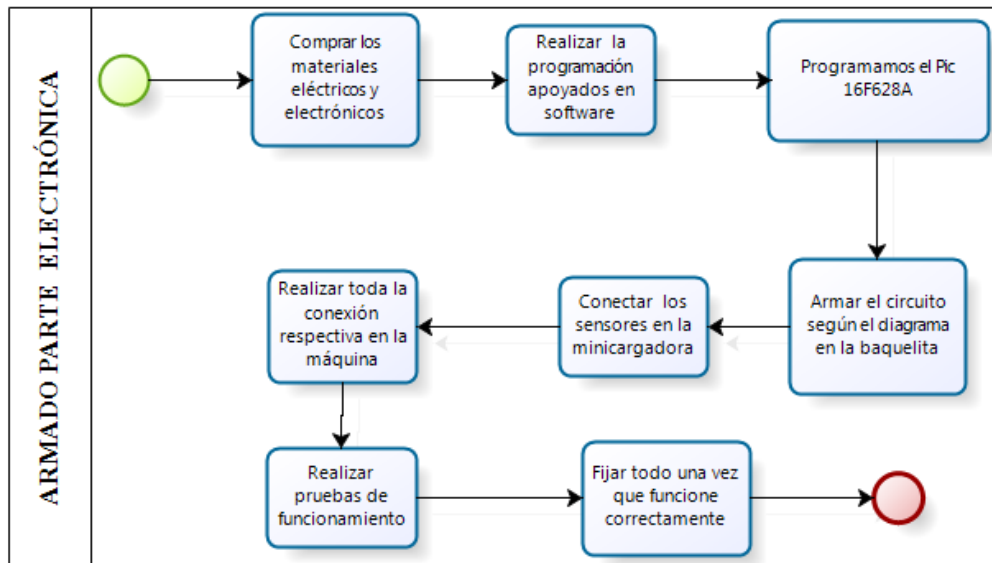 ARMADO PARTE ELECTRÓNICA
Comprar los
materiales
eléctricos y
electrónicos
Realizar la
programación
apoyados en
software
Programamos el Pic
16F628A
Armar el circuito
según el diagrama
en la baquelita
Conectar los
sensores en la
minicargadora
Realizar toda la
conexión
respectiva en la
máquina
Realizar
pruebas de
funcionamiento
Fijar todo una vez
que funcione
correctamente